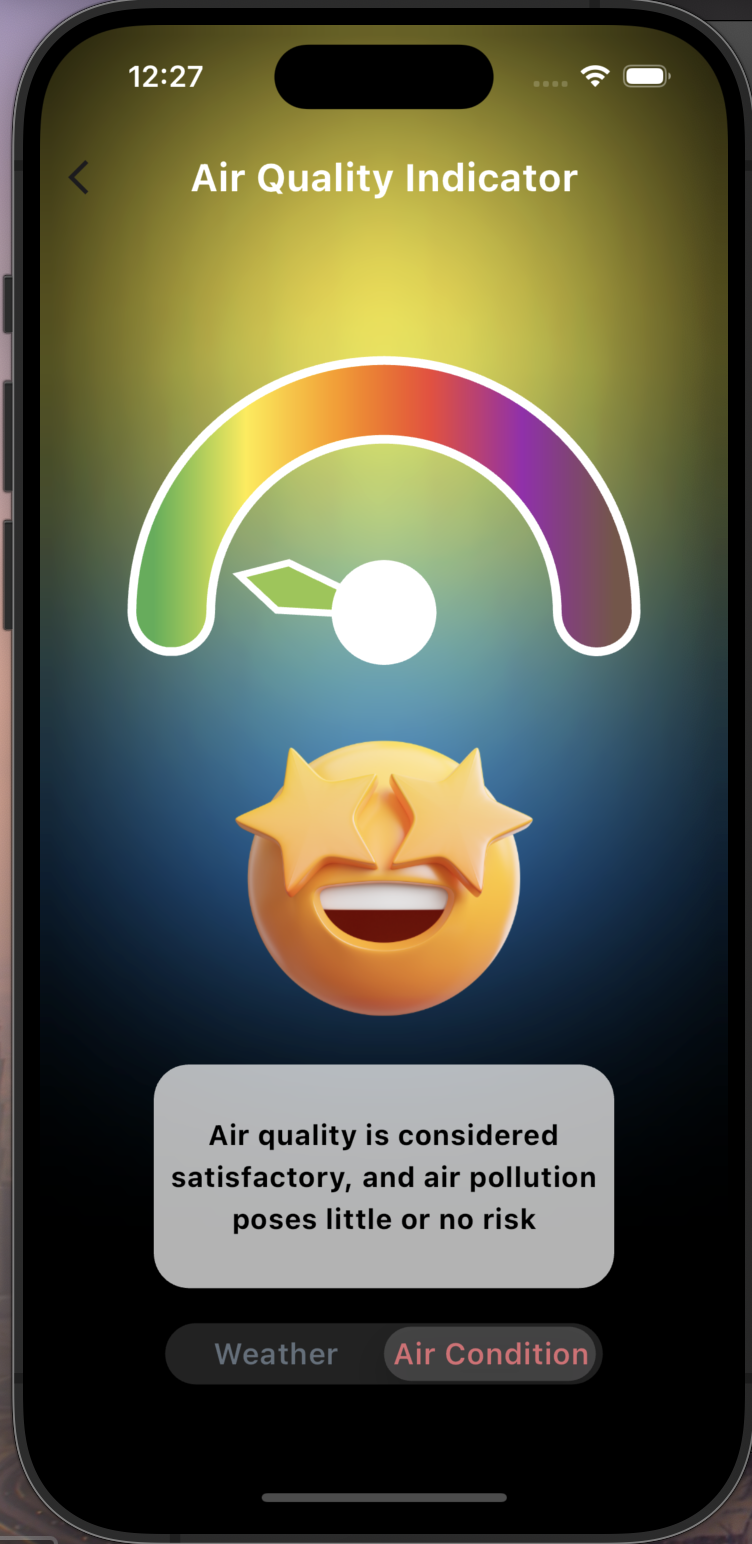 12:27
Air Quality Indicator
Air quality is considered
satisfactory, and air pollution
poses little or no risk
Weather Air Condition